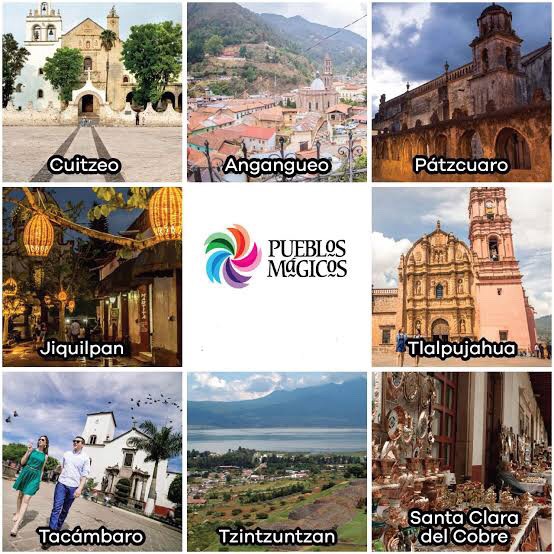 Cuitzeo
Angangueo
Pátzcuaro
Jiquilpan
PUEBLOS
MÁGICOS
Tlalpujahua
Tacámbaro
Tzintzuntzan
Santa Clara
del Cobre